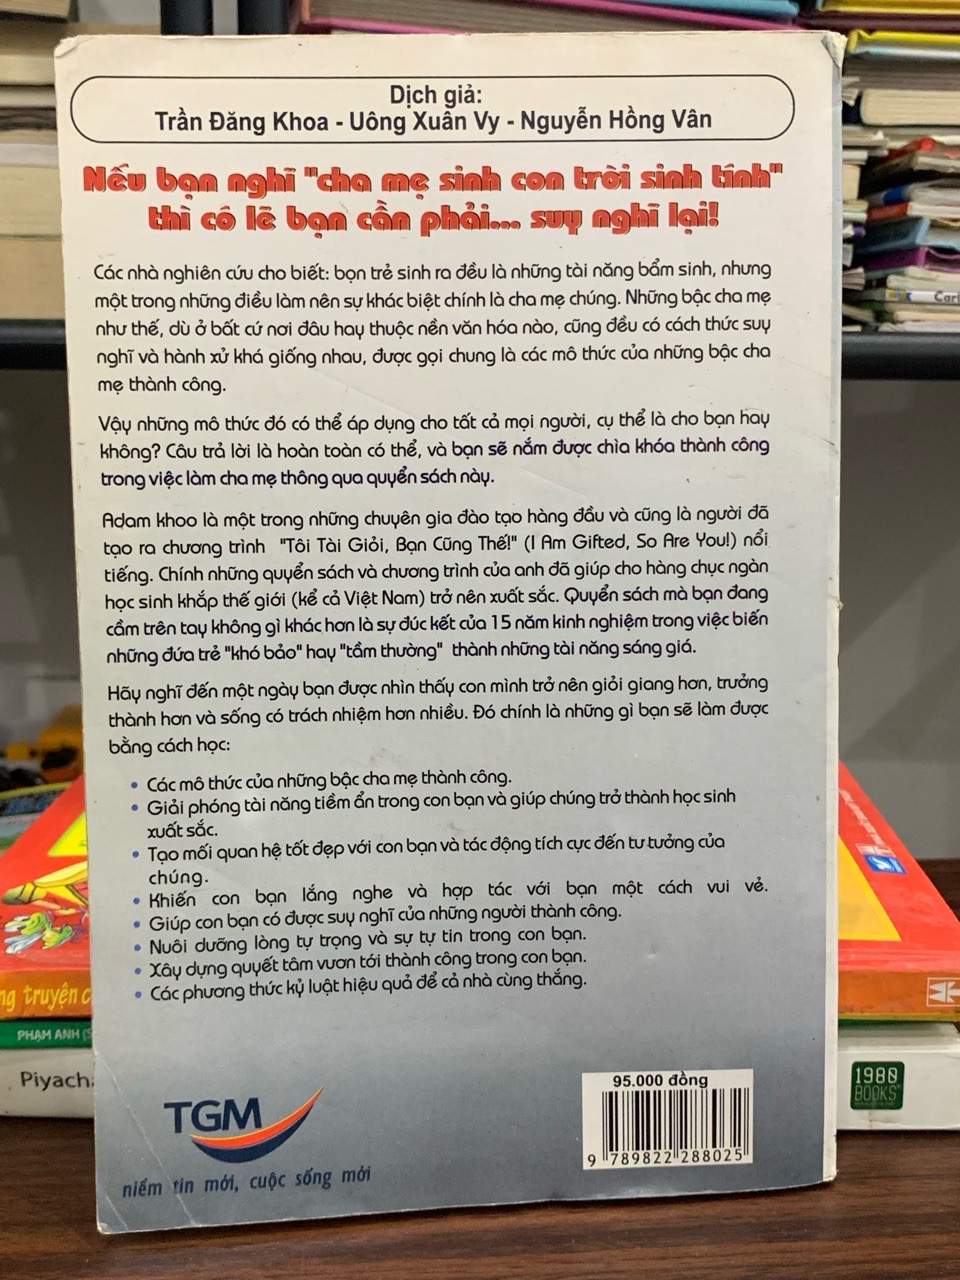 Dịch giả:
Trần Đăng Khoa - Uông Xuân Vy - Nguyễn Hồng Vân
Nếu bạn nghĩ "cha mẹ sinh con trời sinh tính"
thì có lẽ bạn cần phải... suy nghĩ lại!
Các nhà nghiên cứu cho biết: bọn trẻ sinh ra đều là những tài năng bẩm sinh, nhưng
một trong những điều làm nên sự khác biệt chính là cha mẹ chúng. Những bậc cha mẹ
như thế, dù ở bất cứ nơi đâu hay thuộc nền văn hóa nào, cũng đều có cách thức suy
nghĩ và hành xử khá giống nhau, được gọi chung là các mô thức của những bậc cha
mẹ thành công.
Vậy những mô thức đó có thể áp dụng cho tất cả mọi người, cụ thể là cho bạn hay
không? Câu trả lời là hoàn toàn có thể, và bạn sẽ nắm được chìa khóa thành công
trong việc làm cha mẹ thông qua quyển sách này.
Adam khoo là một trong những chuyên gia đào tạo hàng đầu và cũng là người đã
tạo ra chương trình "Tôi Tài Giỏi, Bạn Cũng Thế!" (I Am Gifted, So Are You!) nổi
tiếng. Chính những quyển sách và chương trình của anh đã giúp cho hàng chục ngàn
học sinh khắp thế giới (kể cả Việt Nam) trở nên xuất sắc. Quyển sách mà bạn đang
cầm trên tay không gì khác hơn là sự đúc kết của 15 năm kinh nghiệm trong việc biến
những đứa trẻ "khó bảo" hay "tầm thường" thành những tài năng sáng giá.
Hãy nghĩ đến một ngày bạn được nhìn thấy con mình trở nên giỏi giang hơn, trưởng
thành hơn và sống có trách nhiệm hơn nhiều. Đó chính là những gì bạn sẽ làm được
bằng cách học:
• Các mô thức của những bậc cha mẹ thành công.
• Giải phóng tài năng tiềm ẩn trong con bạn và giúp chúng trở thành học sinh
xuất sắc.
• Tạo mối quan hệ tốt đẹp với con bạn và tác động tích cực đến tư tưởng của
chúng.
• Khiến con bạn lắng nghe và hợp tác với bạn một cách vui vẻ.
• Giúp con bạn có được suy nghĩ của những người thành công.
• Nuôi dưỡng lòng tự trọng và sự tự tin trong con bạn.
• Xây dựng quyết tâm vươn tới thành công trong con bạn.
• Các phương thức kỷ luật hiệu quả để cả nhà cùng thắng.
TGM
niềm tin mới, cuộc sống mới
95.000 đồng
9 789822 288025
truyện
PHẠM ANH
1980
BOOKS